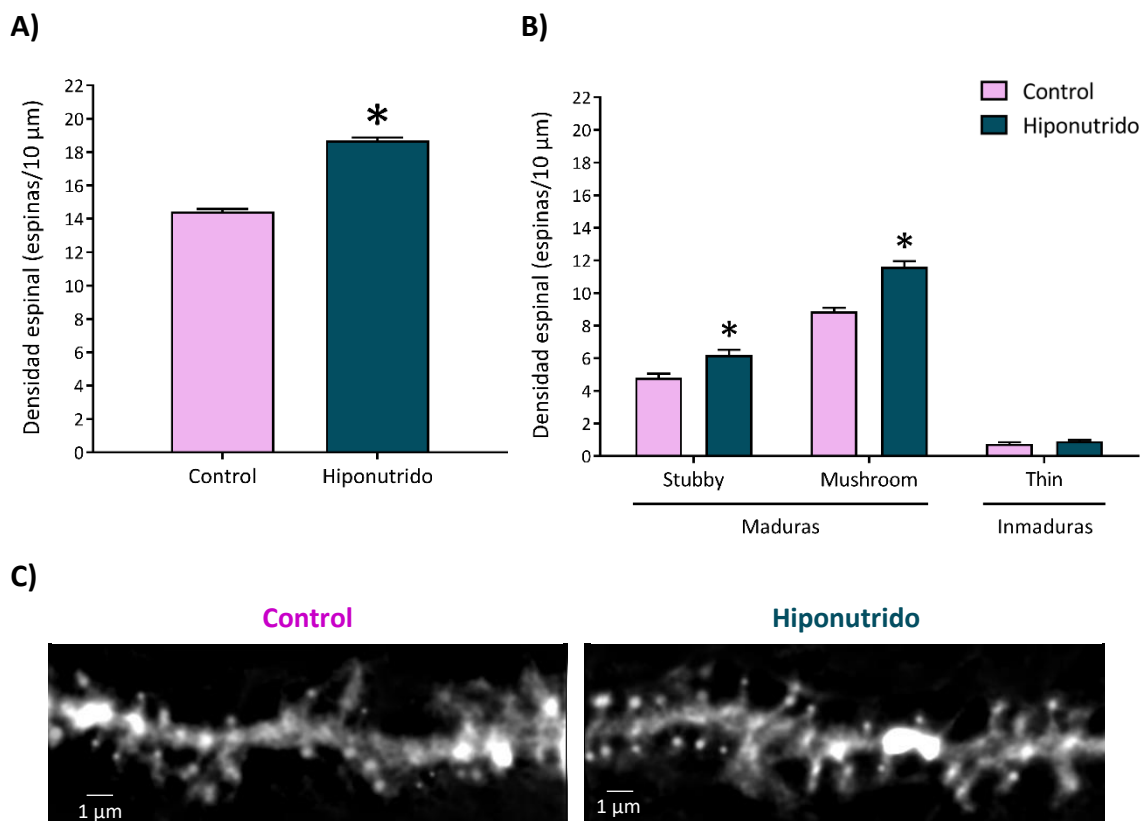 A)
Densidad espinal (espinas/10 µm)
22
20
18
16
14
12
10
8
6
4
2
0
*
Control
Hiponutrido
B)
Densidad espinal (espinas/10 µm)
22
20
18
16
14
12
10
8
6
4
2
0
Control
Hiponutrido
*
*
Stubby
Mushroom
Thin
Maduras
Inmaduras
C)
Control
Hiponutrido
1 µm
1 µm